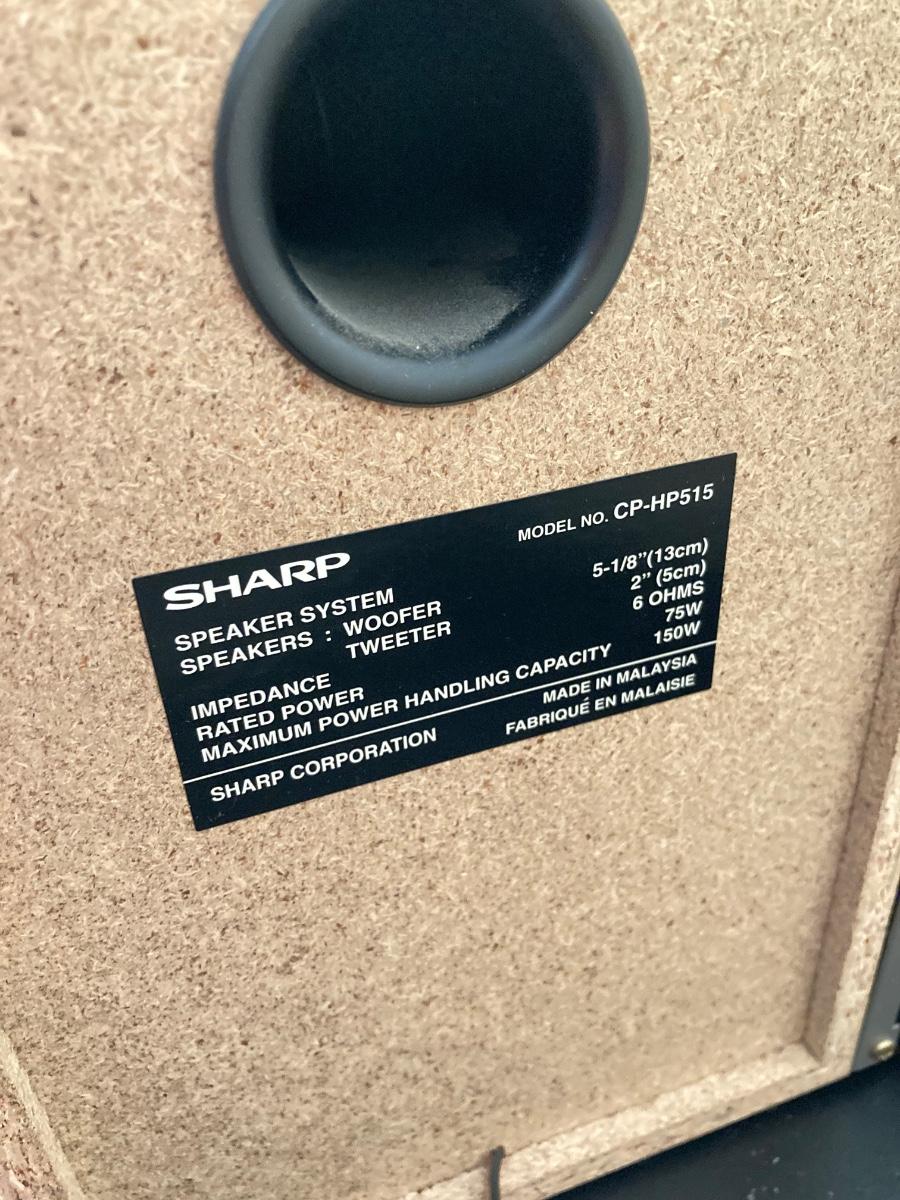 MODEL NO. CP-HP515
SHARP
SPEAKER SYSTEM
SPEAKERS : WOOFER 5-1/8”(13cm)
TWEETER 2” (5cm)
IMPEDANCE 6 OHMS
RATED POWER 75W
MAXIMUM POWER HANDLING CAPACITY 150W
SHARP CORPORATION MADE IN MALAYSIA
FABRIQUÉ EN MALAISIE